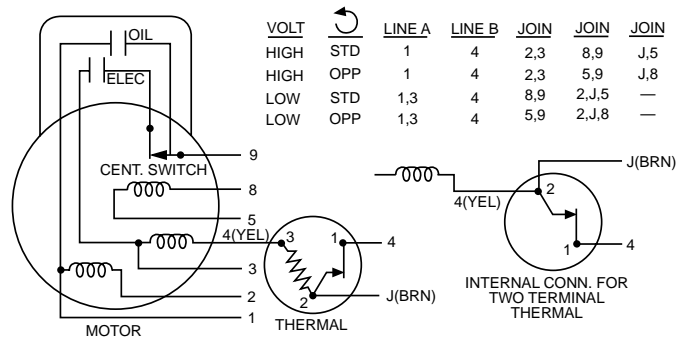 VOLT LINE A LINE B JOIN JOIN JOIN
HIGH STD 1 4 2,3 8,9 J,5
HIGH OPP 1 4 2,3 5,9 J,8
LOW STD 1,3 4 8,9 2,J,5 —
LOW OPP 1,3 4 5,9 2,J,8 —
OIL
ELEC
CENT. SWITCH
9
8
5
4(YEL)
3
2
1
MOTOR
3
1
2
4
J(BRN)
THERMAL
J(BRN)
4(YEL)
2
1
4
INTERNAL CONN. FOR
TWO TERMINAL
THERMAL